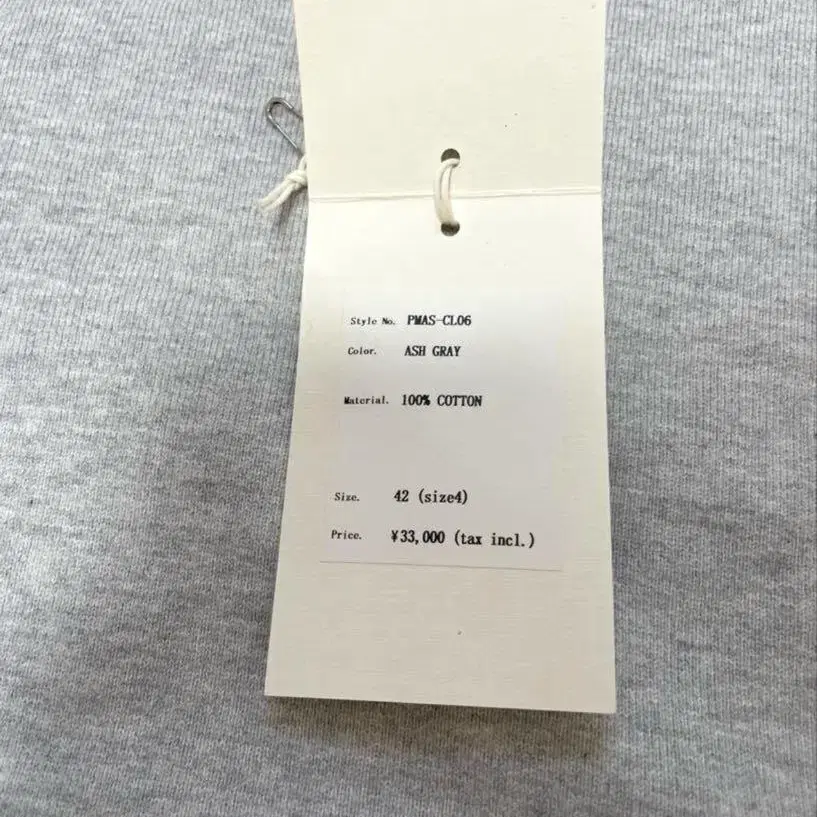 Style No. PMAS-CL06
Color. ASH GRAY
Material. 100% COTTON
Size. 42 (size4)
Price. ¥33,000 (tax incl.)